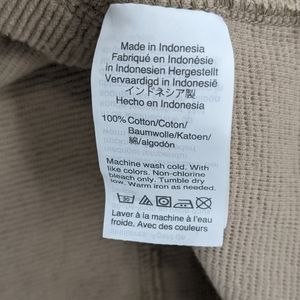 Made in Indonesia
Fabriqué en Indonésie
in Indonesien Hergestellt
Vervaardigd in Indonesië
インドネシア製
Hecho en Indonesia
100% Cotton/Coton/
Baumwolle/Katoen/
綿/algodón
Machine wash cold. With
like colors. Non-chlorine
bleach only. Tumble dry
low. Warm iron as needed.
Laver à la machine à l'eau
froide. Avec des couleurs